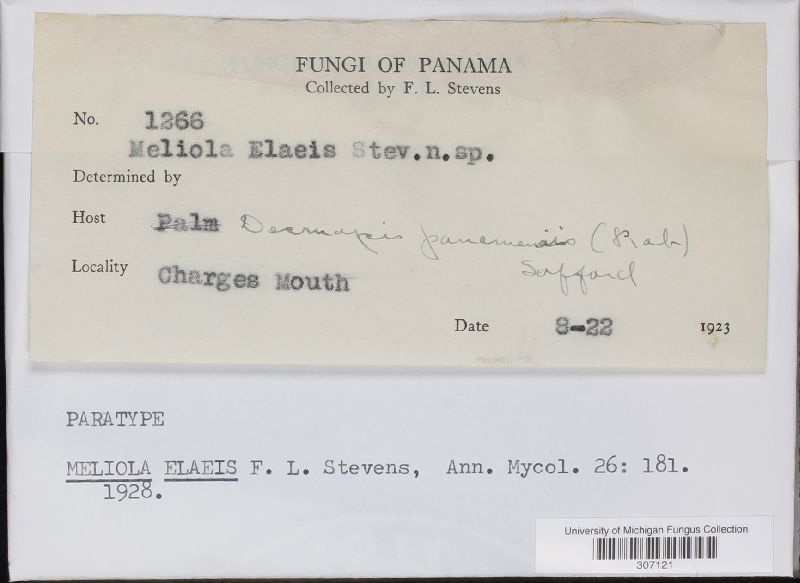 FUNGI OF PANAMA
Collected by F. L. Stevens
No. 1266
Meliola Elaeis Stev.n.sp.
Determined by
Host Palm Desmopsis panamensis (Rob)
Safford
Locality Charges Mouth
Date 8-22 1923
PARATYPE
MELIOLA ELAEIS F. L. Stevens, Ann. Mycol. 26: 181.
1928.
University of Michigan Fungus Collection
307121